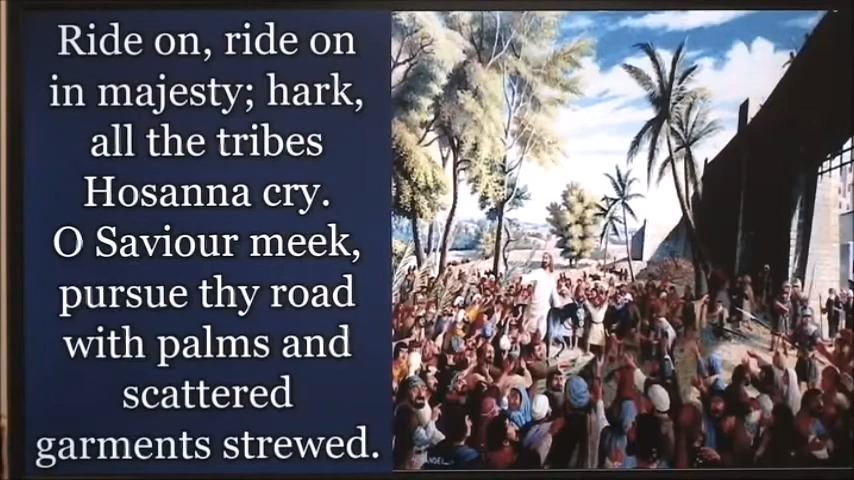 Ride on, ride on
in majesty; hark,
all the tribes
Hosanna cry.
O Saviour meek,
pursue thy road
with palms and
scattered
garments strewed.